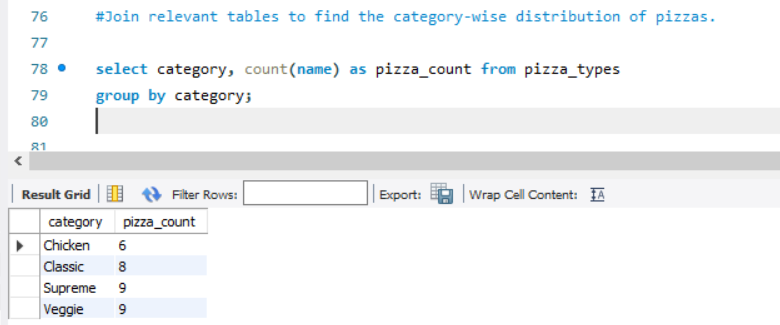 76 #Join relevant tables to find the category-wise distribution of pizzas.
77
78 select category, count(name) as pizza_count from pizza_types
79 group by category;
80
81
Result Grid Filter Rows: Export: Wrap Cell Content:
category pizza_count
Chicken 6
Classic 8
Supreme 9
Veggie 9